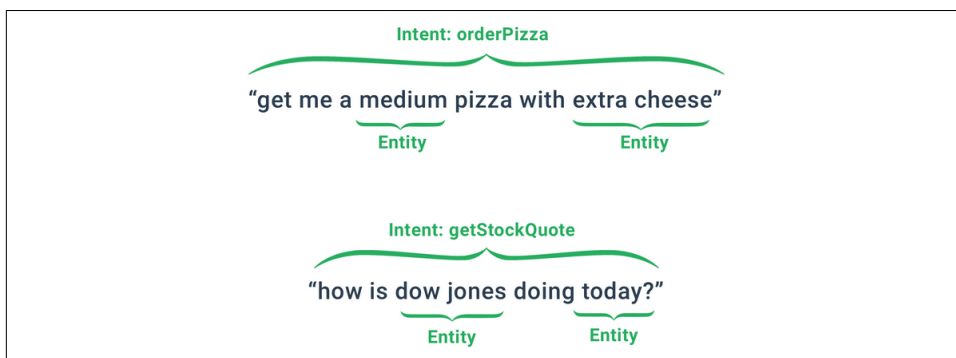 Intent: orderPizza
“get me a medium pizza with extra cheese”
Entity Entity
Intent: getStockQuote
“how is dow jones doing today?”
Entity Entity